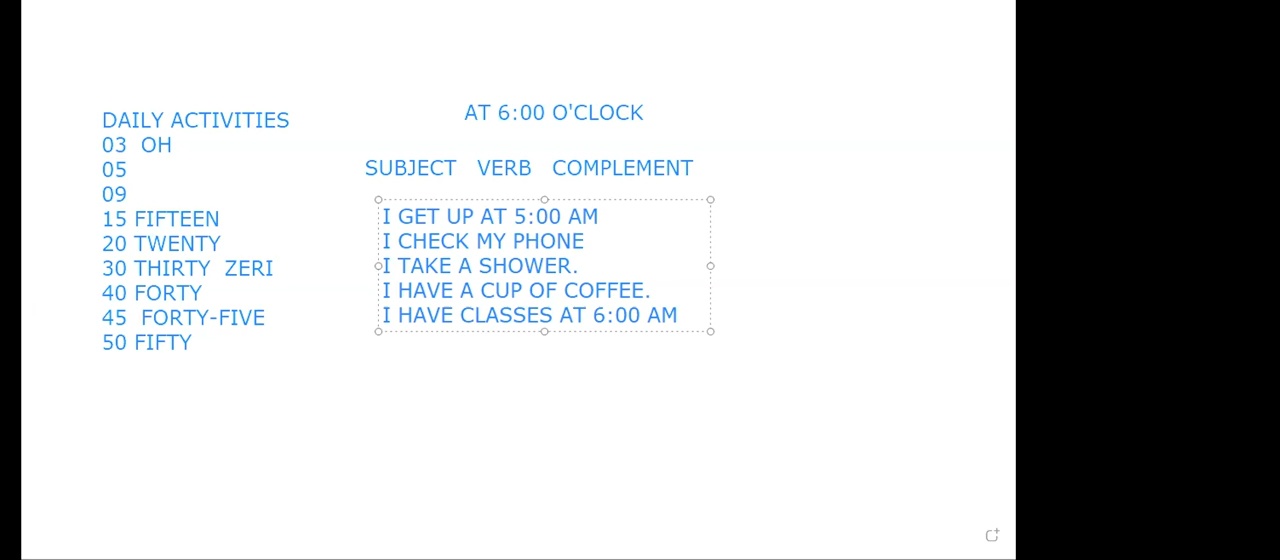 DAILY ACTIVITIES
03 OH
05
09
15 FIFTEEN
20 TWENTY
30 THIRTY ZERI
40 FORTY
45 FORTY-FIVE
50 FIFTY
AT 6:00 O'CLOCK
SUBJECT VERB COMPLEMENT
I GET UP AT 5:00 AM
I CHECK MY PHONE
I TAKE A SHOWER.
I HAVE A CUP OF COFFEE.
I HAVE CLASSES AT 6:00 AM